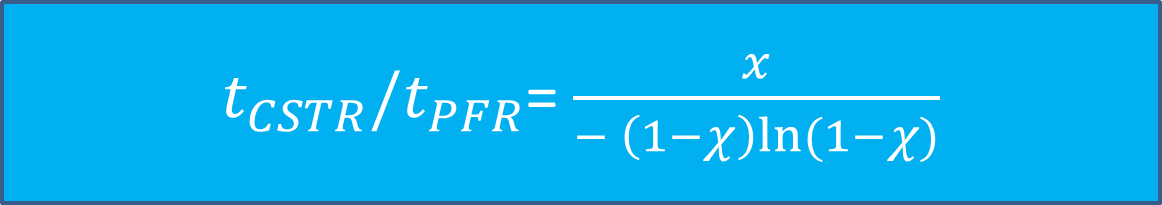 t_CSTR/t_PFR= x
− (1−χ)ln(1−χ)